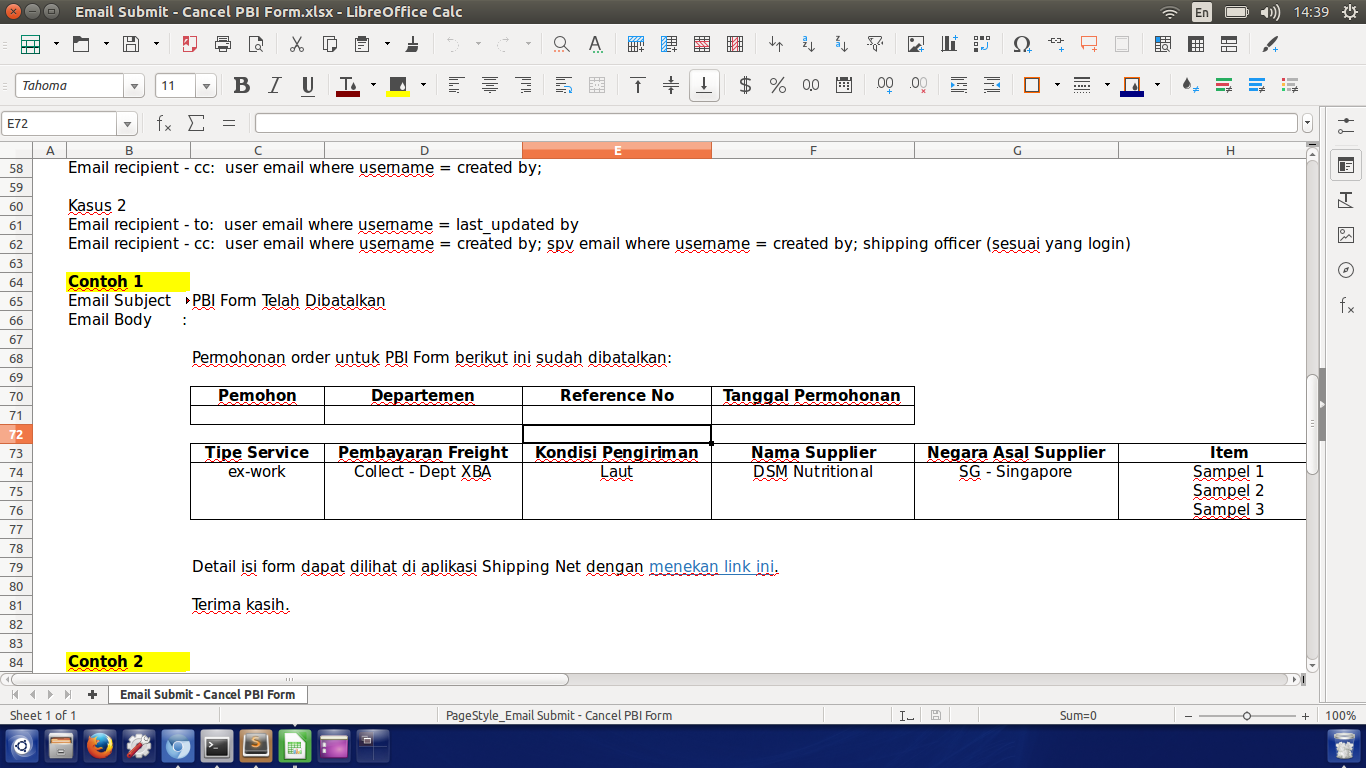 Email Submit - Cancel PBI Form.xlsx - LibreOffice Calc
En 14:39
Tahoma 11
E72
A B C D E F G H
58 Email recipient - cc:  user email where username = created by;
59
60 Kasus 2
61 Email recipient - to:  user email where username = last_updated by
62 Email recipient - cc:  user email where username = created by; spv email where username = created by; shipping officer (sesuai yang login)
63
64 Contoh 1
65 Email Subject PBI Form Telah Dibatalkan
66 Email Body :
67
68 Permohonan order untuk PBI Form berikut ini sudah dibatalkan:
69
70 Pemohon Departemen Reference No Tanggal Permohonan
71
72
73 Tipe Service Pembayaran Freight Kondisi Pengiriman Nama Supplier Negara Asal Supplier Item
74 ex-work Collect - Dept XBA Laut DSM Nutritional SG - Singapore Sampel 1
75 Sampel 2
76 Sampel 3
77
78
79 Detail isi form dapat dilihat di aplikasi Shipping Net dengan menekan link ini.
80
81 Terima kasih.
82
83
84 Contoh 2
Email Submit - Cancel PBI Form
Sheet 1 of 1 PageStyle_Email Submit - Cancel PBI Form Sum=0 100%